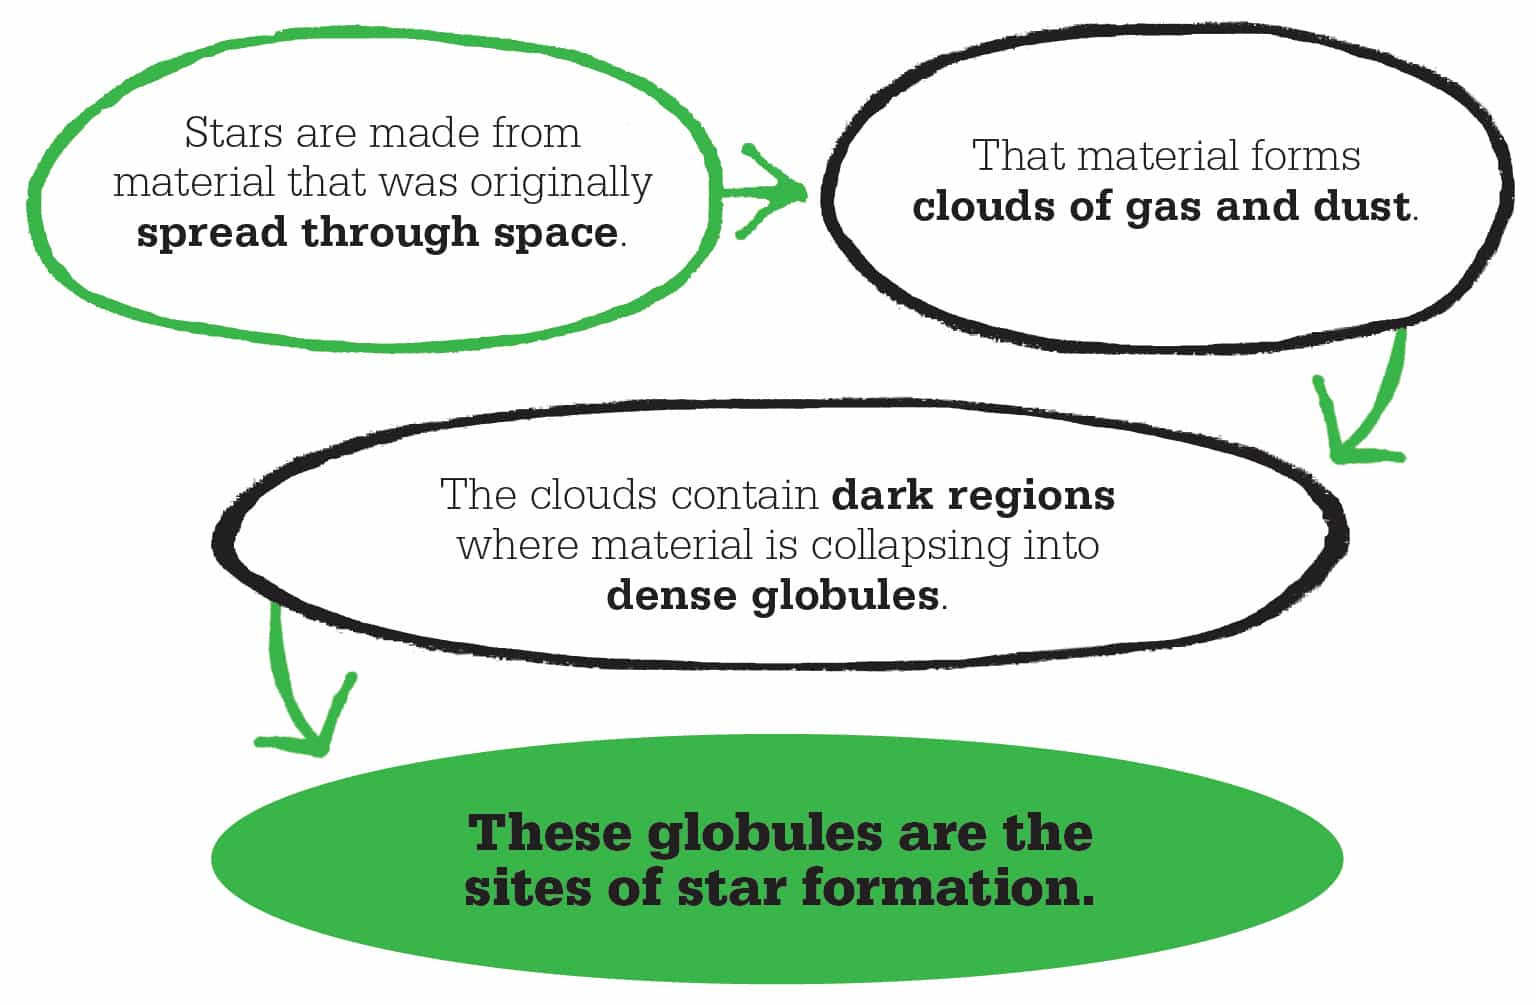 Stars are made from
material that was originally
spread through space.
That material forms
clouds of gas and dust.
The clouds contain dark regions
where material is collapsing into
dense globules.
These globules are the
sites of star formation.